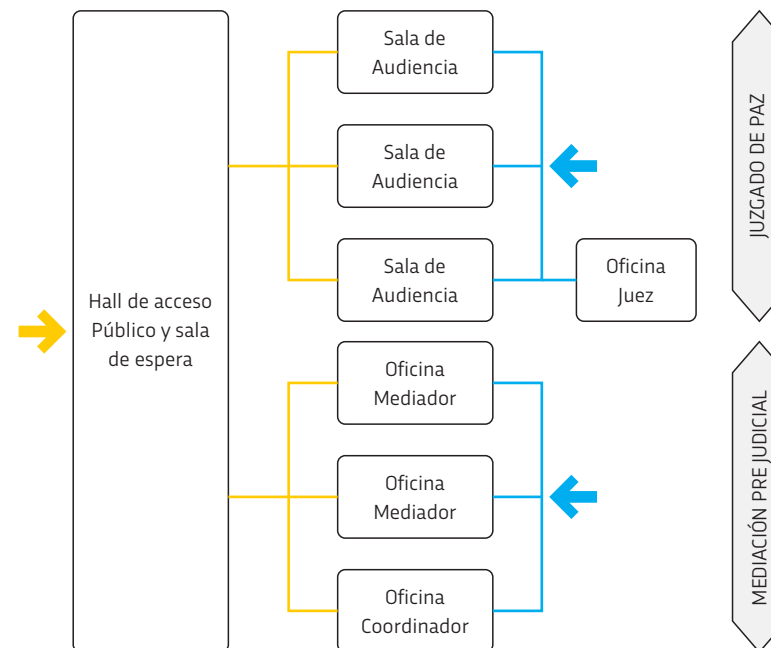 Hall de acceso
Público y sala
de espera
Sala de
Audiencia
Sala de
Audiencia
Sala de
Audiencia
Oficina
Juez
Oficina
Mediador
Oficina
Mediador
Oficina
Coordinador
JUZGADO DE PAZ
MEDIACIÓN PRE JUDICIAL